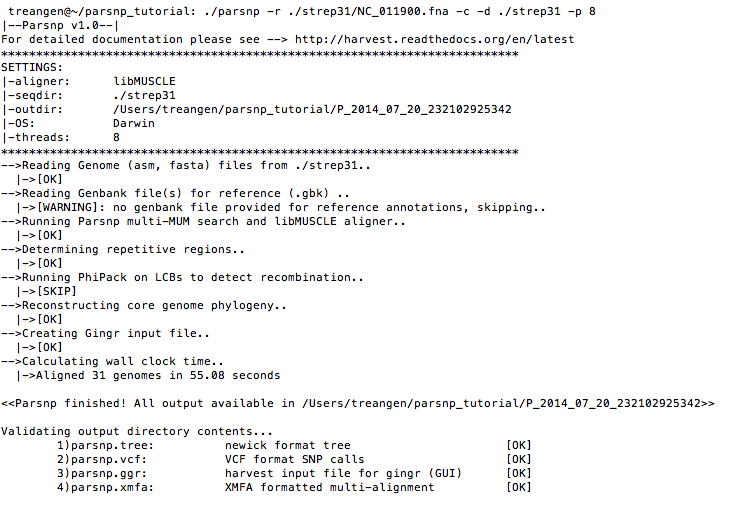 treangen@~/parsnp_tutorial: ./parsnp -r ./strep31/NC_011900.fna -c -d ./strep31 -p 8
|--Parsnp v1.0--|
For detailed documentation please see --> http://harvest.readthedocs.org/en/latest
**************************************************************************
SETTINGS:
|-aligner:      libMUSCLE
|-seqdir:       ./strep31
|-outdir:       /Users/treangen/parsnp_tutorial/P_2014_07_20_232102925342
|-OS:           Darwin
|-threads:      8
**************************************************************************
-->Reading Genome (asm, fasta) files from ./strep31..
  |->[OK]
-->Reading Genbank file(s) for reference (.gbk) ..
  |->[WARNING]: no genbank file provided for reference annotations, skipping..
-->Running Parsnp multi-MUM search and libMUSCLE aligner..
  |->[OK]
-->Determining repetitive regions..
  |->[OK]
-->Running PhiPack on LCBs to detect recombination..
  |->[SKIP]
-->Reconstructing core genome phylogeny..
  |->[OK]
-->Creating Gingr input file..
  |->[OK]
-->Calculating wall clock time..
  |->Aligned 31 genomes in 55.08 seconds
<<Parsnp finished! All output available in /Users/treangen/parsnp_tutorial/P_2014_07_20_232102925342>>
Validating output directory contents...
        1)parsnp.tree:          newick format tree                      [OK]
        2)parsnp.vcf:           VCF format SNP calls                    [OK]
        3)parsnp.ggr:           harvest input file for gingr (GUI)      [OK]
        4)parsnp.xmfa:          XMFA formatted multi-alignment          [OK]